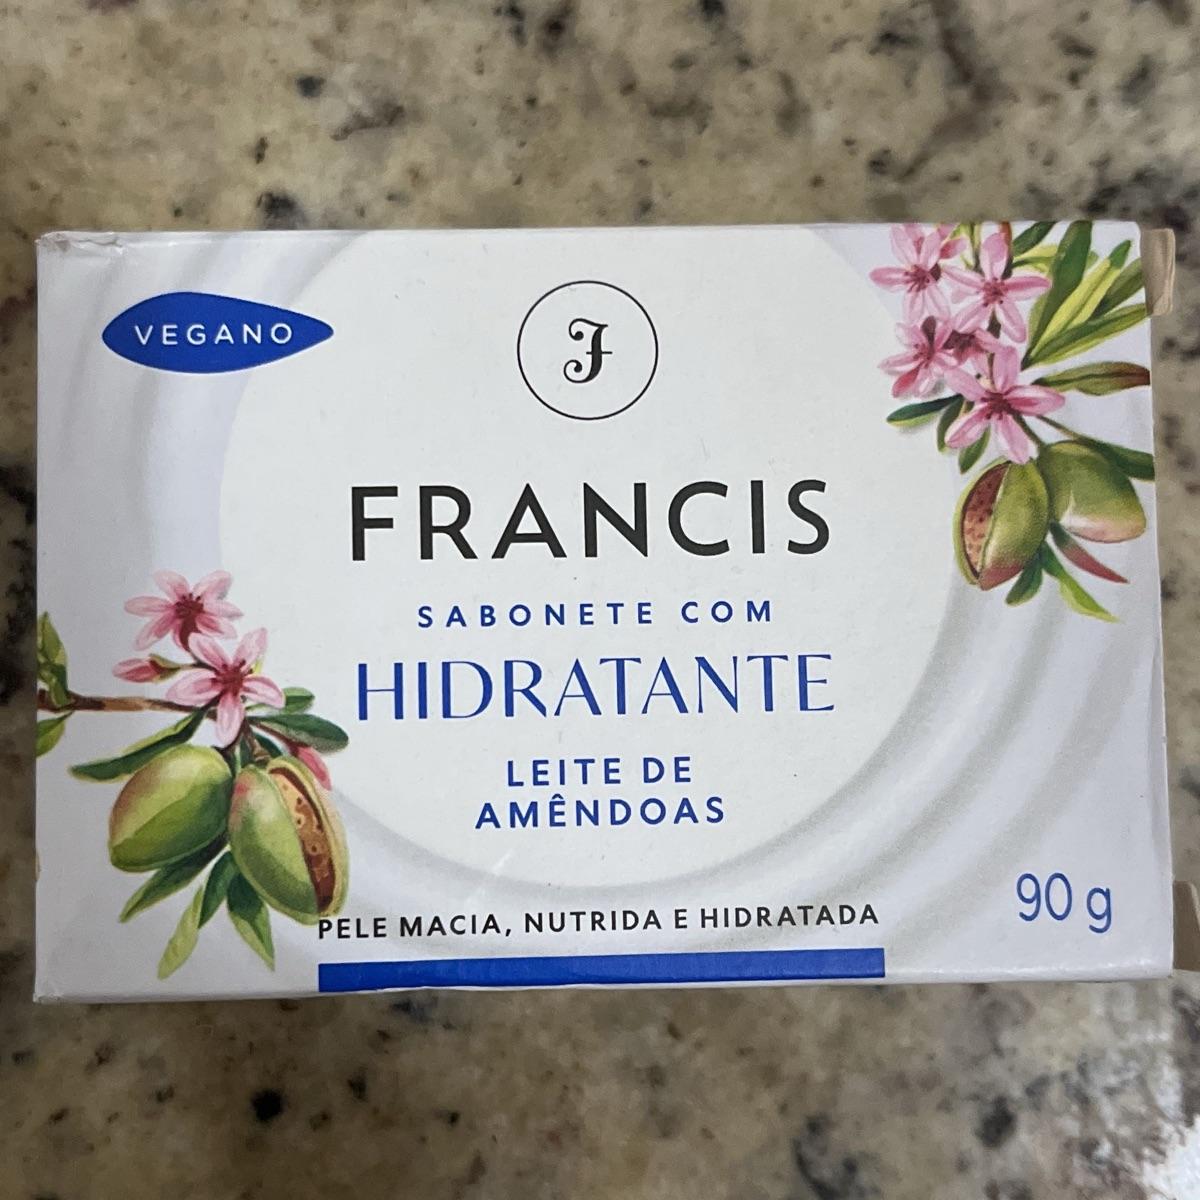 VEGANO
F
FRANCIS
SABONETE COM
HIDRATANTE
LEITE DE
AMÊNDOAS
PELE MACIA, NUTRIDA E HIDRATADA
90 g